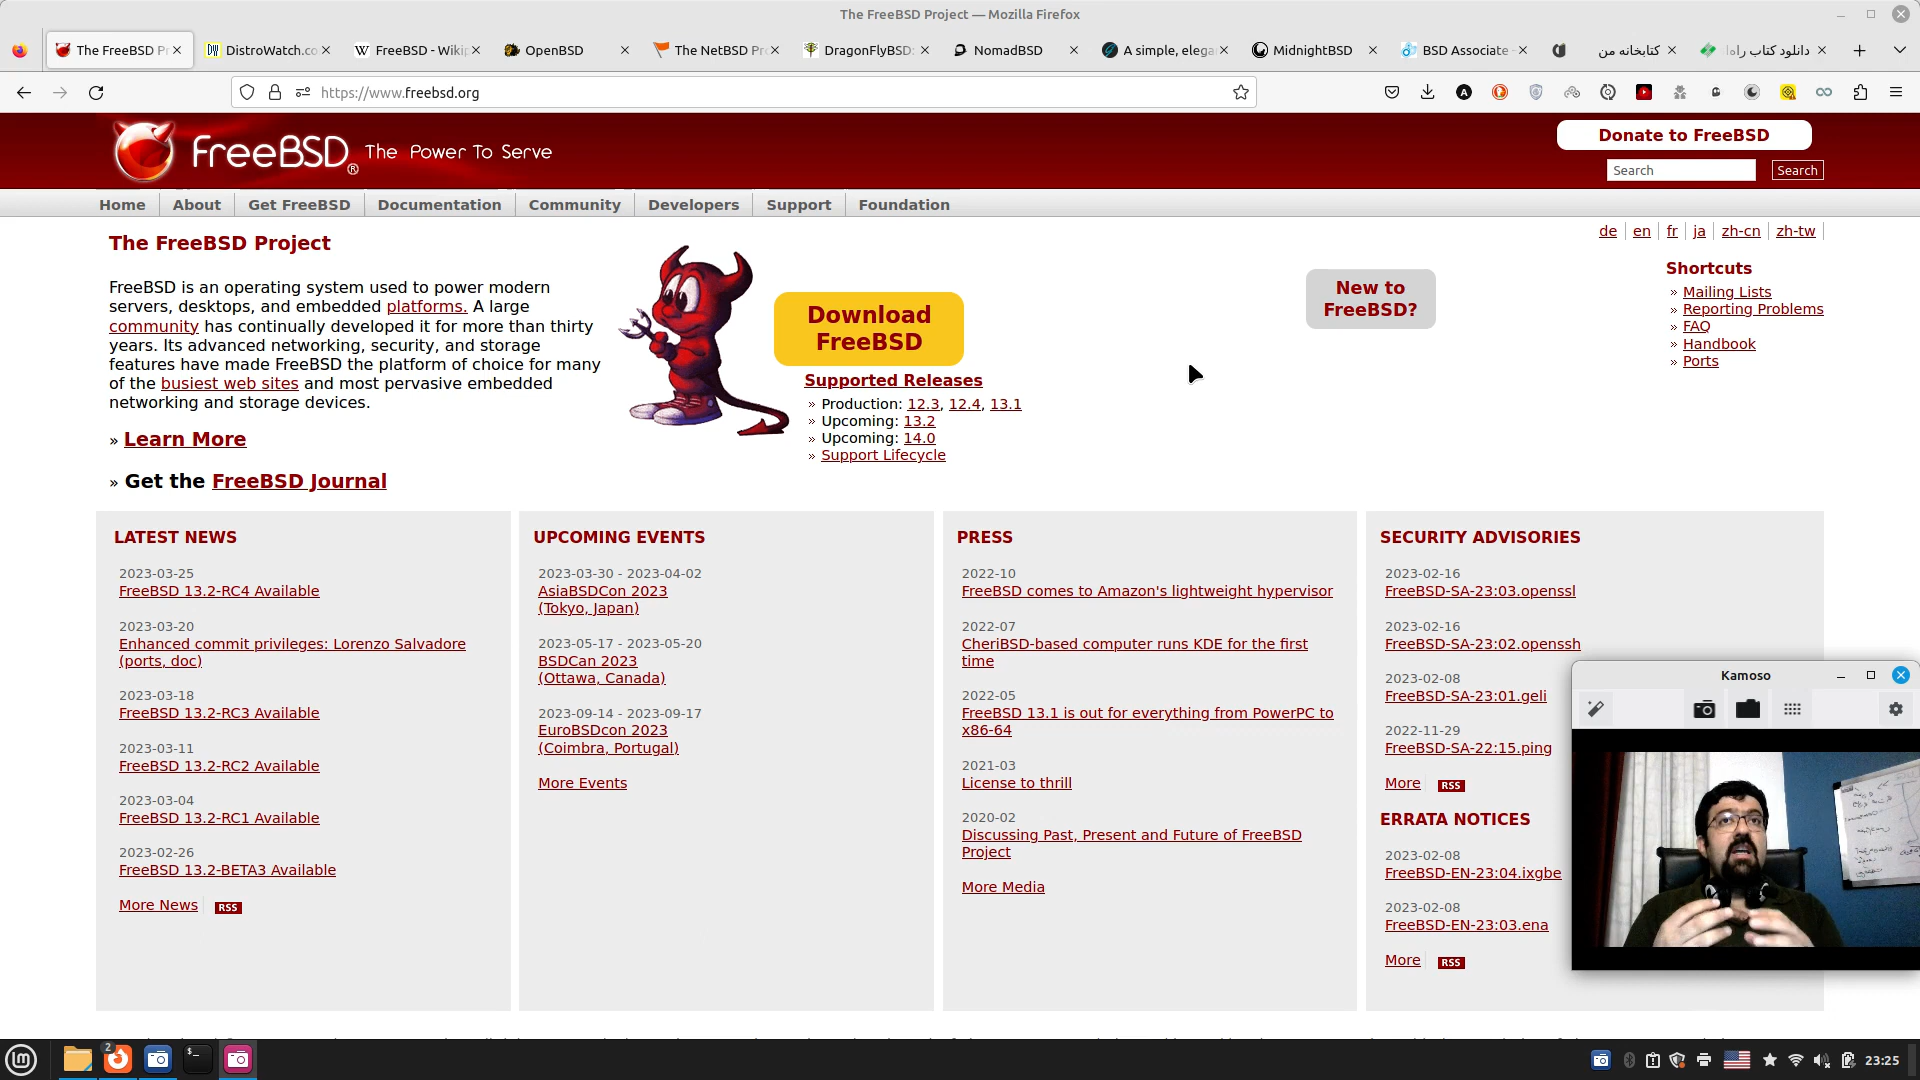 The FreeBSD Project — Mozilla Firefox
The FreeBSD Pr
DistroWatch.co
FreeBSD - Wikip
OpenBSD
The NetBSD Pro
DragonFlyBSD:
NomadBSD
A simple, elega
MidnightBSD
BSD Associate -
کتابخانه من
دانلود کتاب راه
https://www.freebsd.org
FreeBSD® The Power To Serve
Donate to FreeBSD
Search
Search
Home
About
Get FreeBSD
Documentation
Community
Developers
Support
Foundation
de
en
fr
ja
zh-cn
zh-tw
The FreeBSD Project
FreeBSD is an operating system used to power modern
servers, desktops, and embedded platforms. A large
community has continually developed it for more than thirty
years. Its advanced networking, security, and storage
features have made FreeBSD the platform of choice for many
of the busiest web sites and most pervasive embedded
networking and storage devices.
» Learn More
» Get the FreeBSD Journal
Download
FreeBSD
Supported Releases
» Production: 12.3, 12.4, 13.1
» Upcoming: 13.2
» Upcoming: 14.0
» Support Lifecycle
New to
FreeBSD?
Shortcuts
» Mailing Lists
» Reporting Problems
» FAQ
» Handbook
» Ports
LATEST NEWS
2023-03-25
FreeBSD 13.2-RC4 Available
2023-03-20
Enhanced commit privileges: Lorenzo Salvadore
(ports, doc)
2023-03-18
FreeBSD 13.2-RC3 Available
2023-03-11
FreeBSD 13.2-RC2 Available
2023-03-04
FreeBSD 13.2-RC1 Available
2023-02-26
FreeBSD 13.2-BETA3 Available
More News
RSS
UPCOMING EVENTS
2023-03-30 - 2023-04-02
AsiaBSDCon 2023
(Tokyo, Japan)
2023-05-17 - 2023-05-20
BSDCan 2023
(Ottawa, Canada)
2023-09-14 - 2023-09-17
EuroBSDcon 2023
(Coimbra, Portugal)
More Events
PRESS
2022-10
FreeBSD comes to Amazon's lightweight hypervisor
2022-07
CheriBSD-based computer runs KDE for the first
time
2022-05
FreeBSD 13.1 is out for everything from PowerPC to
x86-64
2021-03
License to thrill
2020-02
Discussing Past, Present and Future of FreeBSD
Project
More Media
SECURITY ADVISORIES
2023-02-16
FreeBSD-SA-23:03.openssl
2023-02-16
FreeBSD-SA-23:02.openssh
2023-02-08
FreeBSD-SA-23:01.geli
2022-11-29
FreeBSD-SA-22:15.ping
More
RSS
ERRATA NOTICES
2023-02-08
FreeBSD-EN-23:04.ixgbe
2023-02-08
FreeBSD-EN-23:03.ena
More
RSS
Kamoso
2
23:25